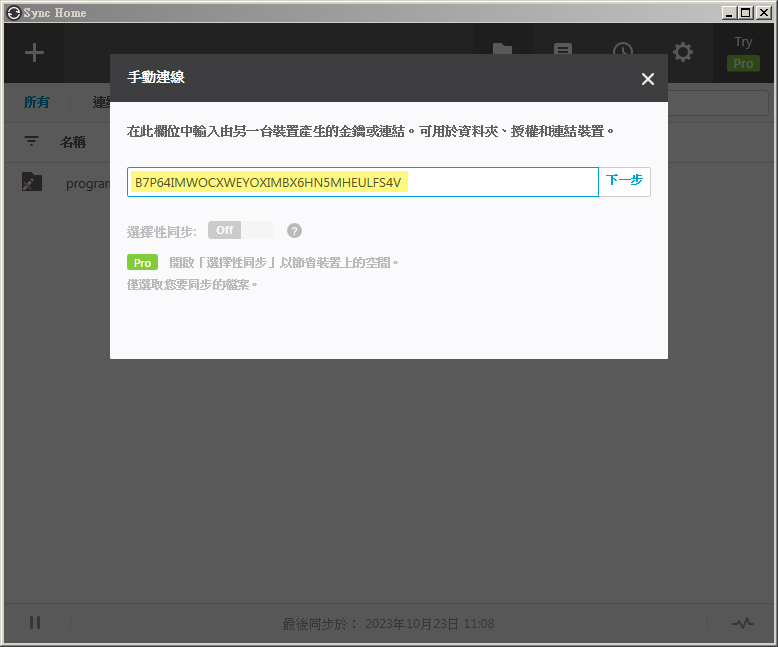 Sync Home
Try
Pro
手動連線
所有
名稱
在此欄位中輸入由另一台裝置產生的金鑰或連結。可用於資料夾、授權和連結裝置。
B7P64IMWOCXWEYOXIMBX6HN5MHEULFS4V
下一步
program
選擇性同步:
Off
?
Pro 開啟「選擇性同步」以節省裝置上的空間。
僅選取您要同步的檔案。
最後同步於： 2023年10月23日 11:08